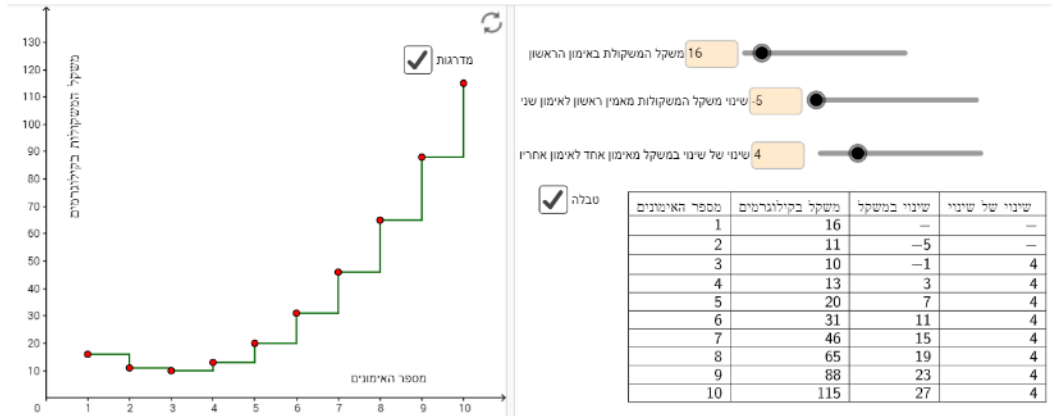 משקל המשקולות בקילוגרמים
130
120
110
100
90
80
70
60
50
40
30
20
10
0
1 2 3 4 5 6 7 8 9 10
מספר האימונים
מדרגות
משקל המשקולת באימון הראשון 16
שינוי משקל המשקולות מאמין ראשון לאימון שני -5
שינוי של שינוי במשקל מאימון אחד לאימון אחריו 4
טבלה
מספר האימונים משקל בקילוגרמים שינוי במשקל שינוי של שינוי
1 16 – –
2 11 −5 –
3 10 −1 4
4 13 3 4
5 20 7 4
6 31 11 4
7 46 15 4
8 65 19 4
9 88 23 4
10 115 27 4